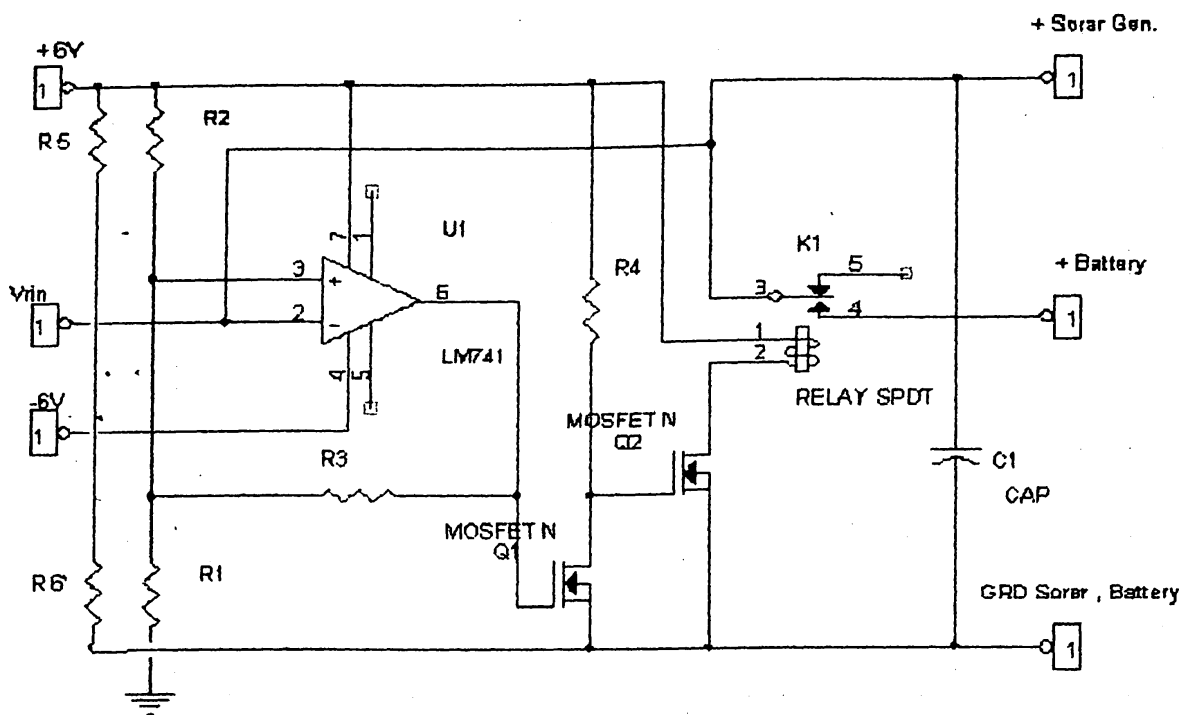 + Sorar Gen.
+6V
1
1
R2
R5
7
1
U1
K1
5
+ Battery
R4
3
+
6
3
Vrin
1
2
-
4
1
LM741
1
2
4
5
RELAY SPDT
-6V
1
MOSFET N
Q2
R3
C1
CAP
MOSFET N
Q1
R6
R1
GRD Sorar , Battery
1